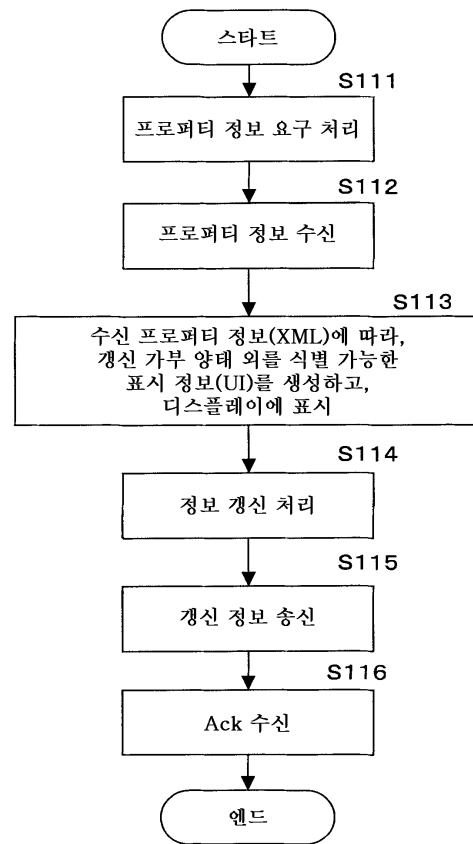 스타트
S111
프로퍼티 정보 요구 처리
S112
프로퍼티 정보 수신
S113
수신 프로퍼티 정보(XML)에 따라,
갱신 가부 양태 외를 식별 가능한
표시 정보(UI)를 생성하고,
디스플레이에 표시
S114
정보 갱신 처리
S115
갱신 정보 송신
S116
Ack 수신
엔드